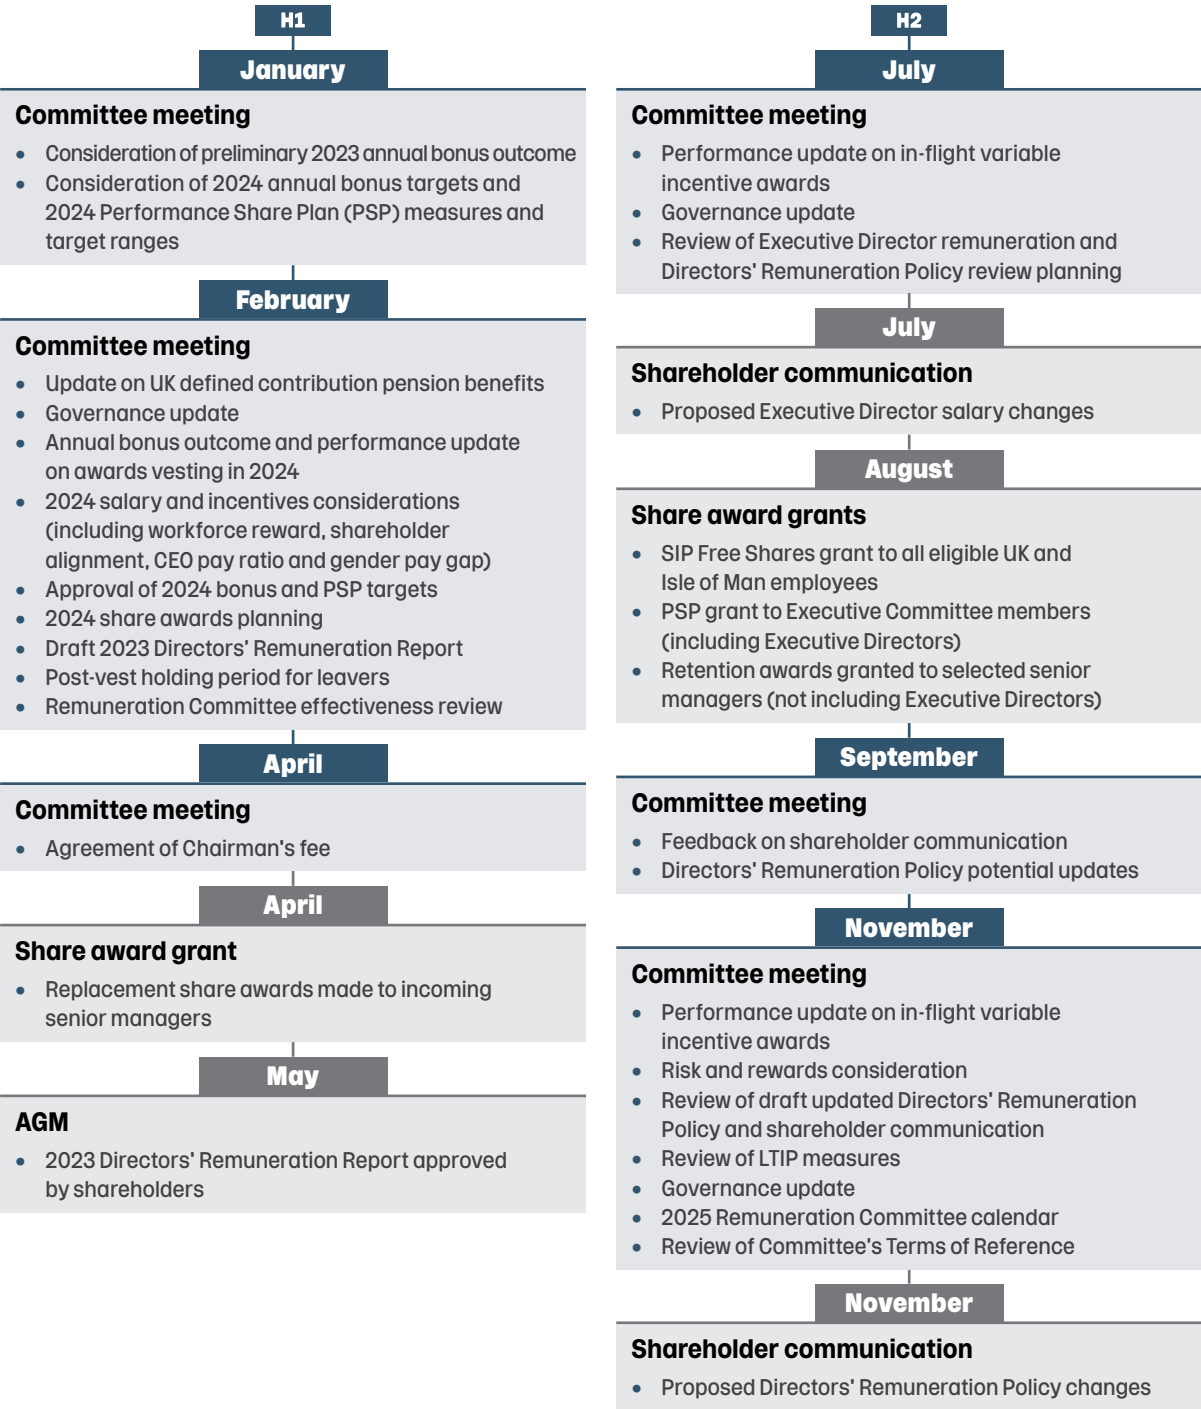 H1
January
Committee meeting
• Consideration of preliminary 2023 annual bonus outcome
• Consideration of 2024 annual bonus targets and
2024 Performance Share Plan (PSP) measures and
target ranges
February
Committee meeting
• Update on UK defined contribution pension benefits
• Governance update
• Annual bonus outcome and performance update
on awards vesting in 2024
• 2024 salary and incentives considerations
(including workforce reward, shareholder
alignment, CEO pay ratio and gender pay gap)
• Approval of 2024 bonus and PSP targets
• 2024 share awards planning
• Draft 2023 Directors' Remuneration Report
• Post-vest holding period for leavers
• Remuneration Committee effectiveness review
April
Committee meeting
• Agreement of Chairman's fee
April
Share award grant
• Replacement share awards made to incoming
senior managers
May
AGM
• 2023 Directors' Remuneration Report approved
by shareholders
H2
July
Committee meeting
• Performance update on in-flight variable
incentive awards
• Governance update
• Review of Executive Director remuneration and
Directors' Remuneration Policy review planning
July
Shareholder communication
• Proposed Executive Director salary changes
August
Share award grants
• SIP Free Shares grant to all eligible UK and
Isle of Man employees
• PSP grant to Executive Committee members
(including Executive Directors)
• Retention awards granted to selected senior
managers (not including Executive Directors)
September
Committee meeting
• Feedback on shareholder communication
• Directors' Remuneration Policy potential updates
November
Committee meeting
• Performance update on in-flight variable
incentive awards
• Risk and rewards consideration
• Review of draft updated Directors' Remuneration
Policy and shareholder communication
• Review of LTIP measures
• Governance update
• 2025 Remuneration Committee calendar
• Review of Committee's Terms of Reference
November
Shareholder communication
• Proposed Directors' Remuneration Policy changes